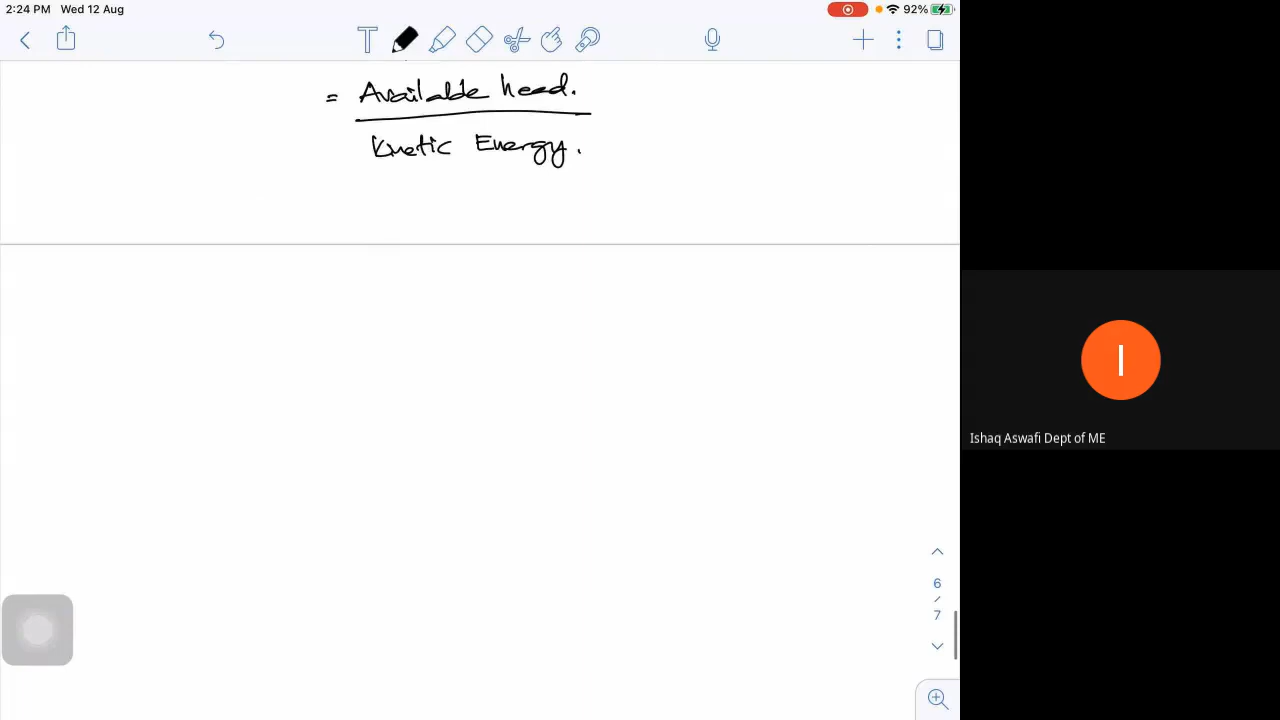 2:24 PM Wed 12 Aug
92%
T
= Available head.
Kinetic Energy.
I
Ishaq Aswafi Dept of ME
6
/
7